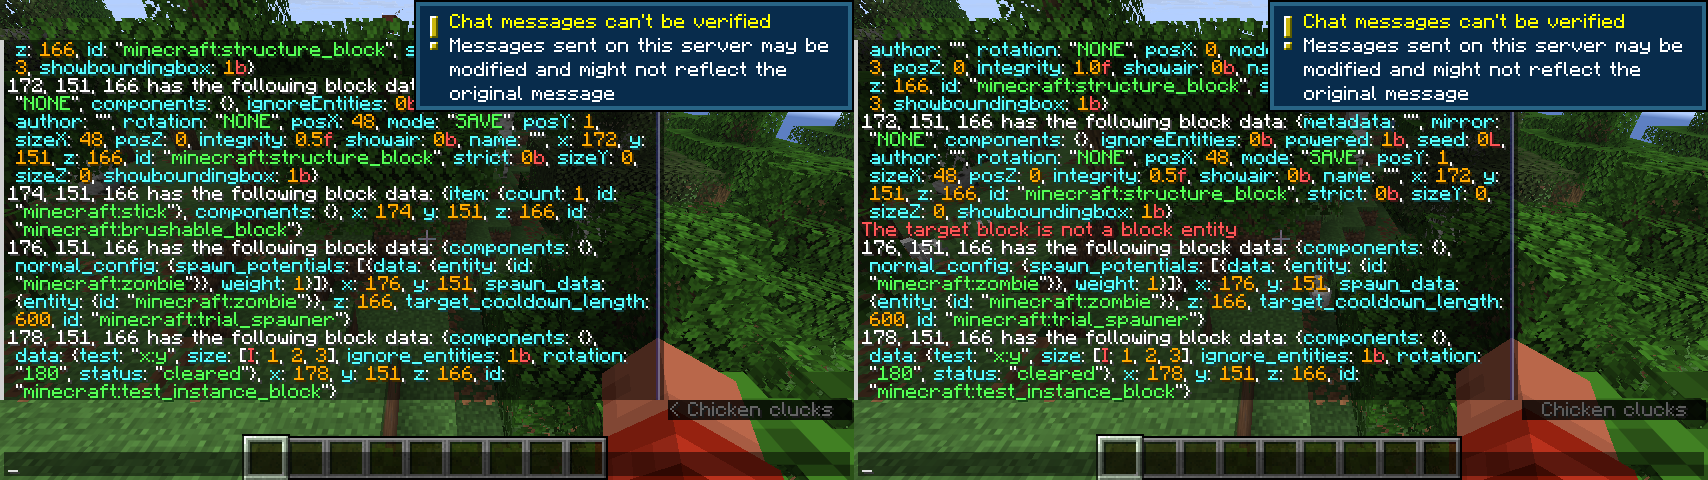 Chat messages can't be verified
Messages sent on this server may be
modified and might not reflect the
original message
z: 166, id: "minecraft:structure_block", s
3, showboundingbox: 1b}
172, 151, 166 has the following block dat
"NONE", components: {}, ignoreEntities: 0b
author: "", rotation: "NONE", posX: 48, mode: "SAVE", posY: 1,
sizeX: 48, posZ: 0, integrity: 0.5f, showair: 0b, name: "", x: 172, y:
151, z: 166, id: "minecraft:structure_block", strict: 0b, sizeY: 0,
sizeZ: 0, showboundingbox: 1b}
174, 151, 166 has the following block data: {item: {count: 1, id:
"minecraft:stick"}, components: {}, x: 174, y: 151, z: 166, id:
"minecraft:brushable_block"}
176, 151, 166 has the following block data: {components: {},
normal_config: {spawn_potentials: [{data: {entity: {id:
"minecraft:zombie"}}, weight: 1}]}, x: 176, y: 151, spawn_data:
{entity: {id: "minecraft:zombie"}}, z: 166, target_cooldown_length:
600, id: "minecraft:trial_spawner"}
178, 151, 166 has the following block data: {components: {},
data: {test: "x:y", size: [I; 1, 2, 3], ignore_entities: 1b, rotation:
"180", status: "cleared"}, x: 178, y: 151, z: 166, id:
"minecraft:test_instance_block"}
< Chicken clucks
_
Chat messages can't be verified
Messages sent on this server may be
modified and might not reflect the
original message
author: "", rotation: "NONE", posX: 0, mod
3, posZ: 0, integrity: 1.0f, showair: 0b, na
z: 166, id: "minecraft:structure_block", s
3, showboundingbox: 1b}
172, 151, 166 has the following block data: {metadata: "", mirror:
"NONE", components: {}, ignoreEntities: 0b, powered: 1b, seed: 0L,
author: "", rotation: "NONE", posX: 48, mode: "SAVE", posY: 1,
sizeX: 48, posZ: 0, integrity: 0.5f, showair: 0b, name: "", x: 172, y:
151, z: 166, id: "minecraft:structure_block", strict: 0b, sizeY: 0,
sizeZ: 0, showboundingbox: 1b}
The target block is not a block entity
176, 151, 166 has the following block data: {components: {},
normal_config: {spawn_potentials: [{data: {entity: {id:
"minecraft:zombie"}}, weight: 1}]}, x: 176, y: 151, spawn_data:
{entity: {id: "minecraft:zombie"}}, z: 166, target_cooldown_length:
600, id: "minecraft:trial_spawner"}
178, 151, 166 has the following block data: {components: {},
data: {test: "x:y", size: [I; 1, 2, 3], ignore_entities: 1b, rotation:
"180", status: "cleared"}, x: 178, y: 151, z: 166, id:
"minecraft:test_instance_block"}
Chicken clucks
_